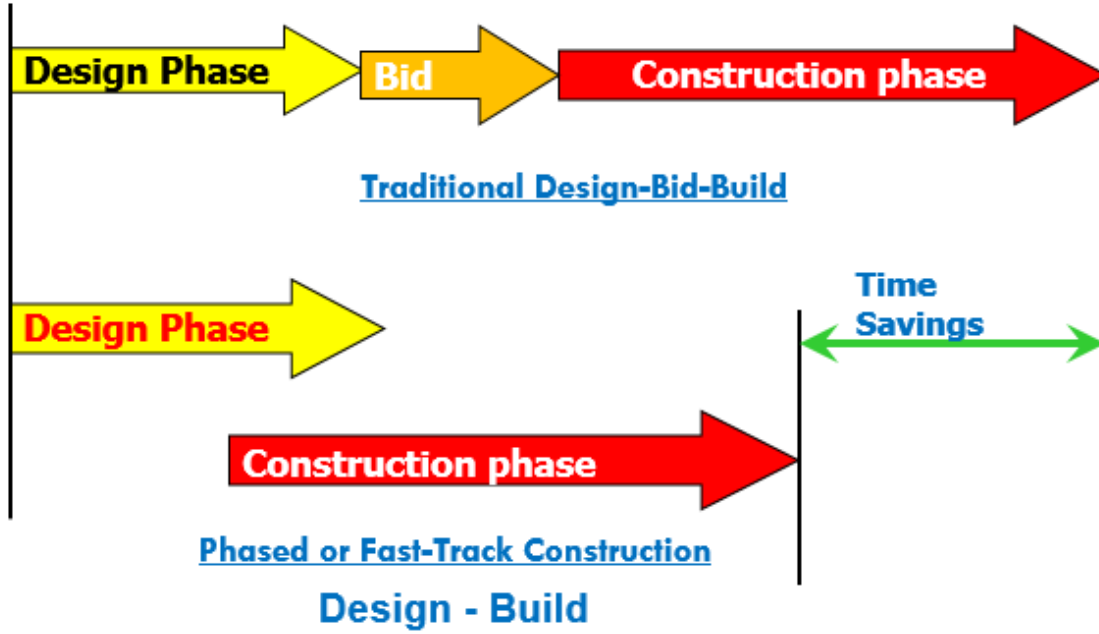 Design Phase
Bid
Construction phase
Traditional Design-Bid-Build
Time
Savings
Design Phase
Construction phase
Phased or Fast-Track Construction
Design - Build